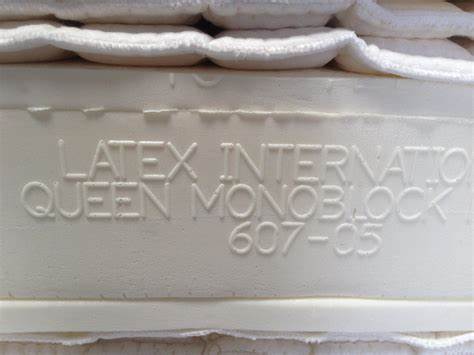 LATEX INTERNATIO
QUEEN MONOBLOCK
607-05